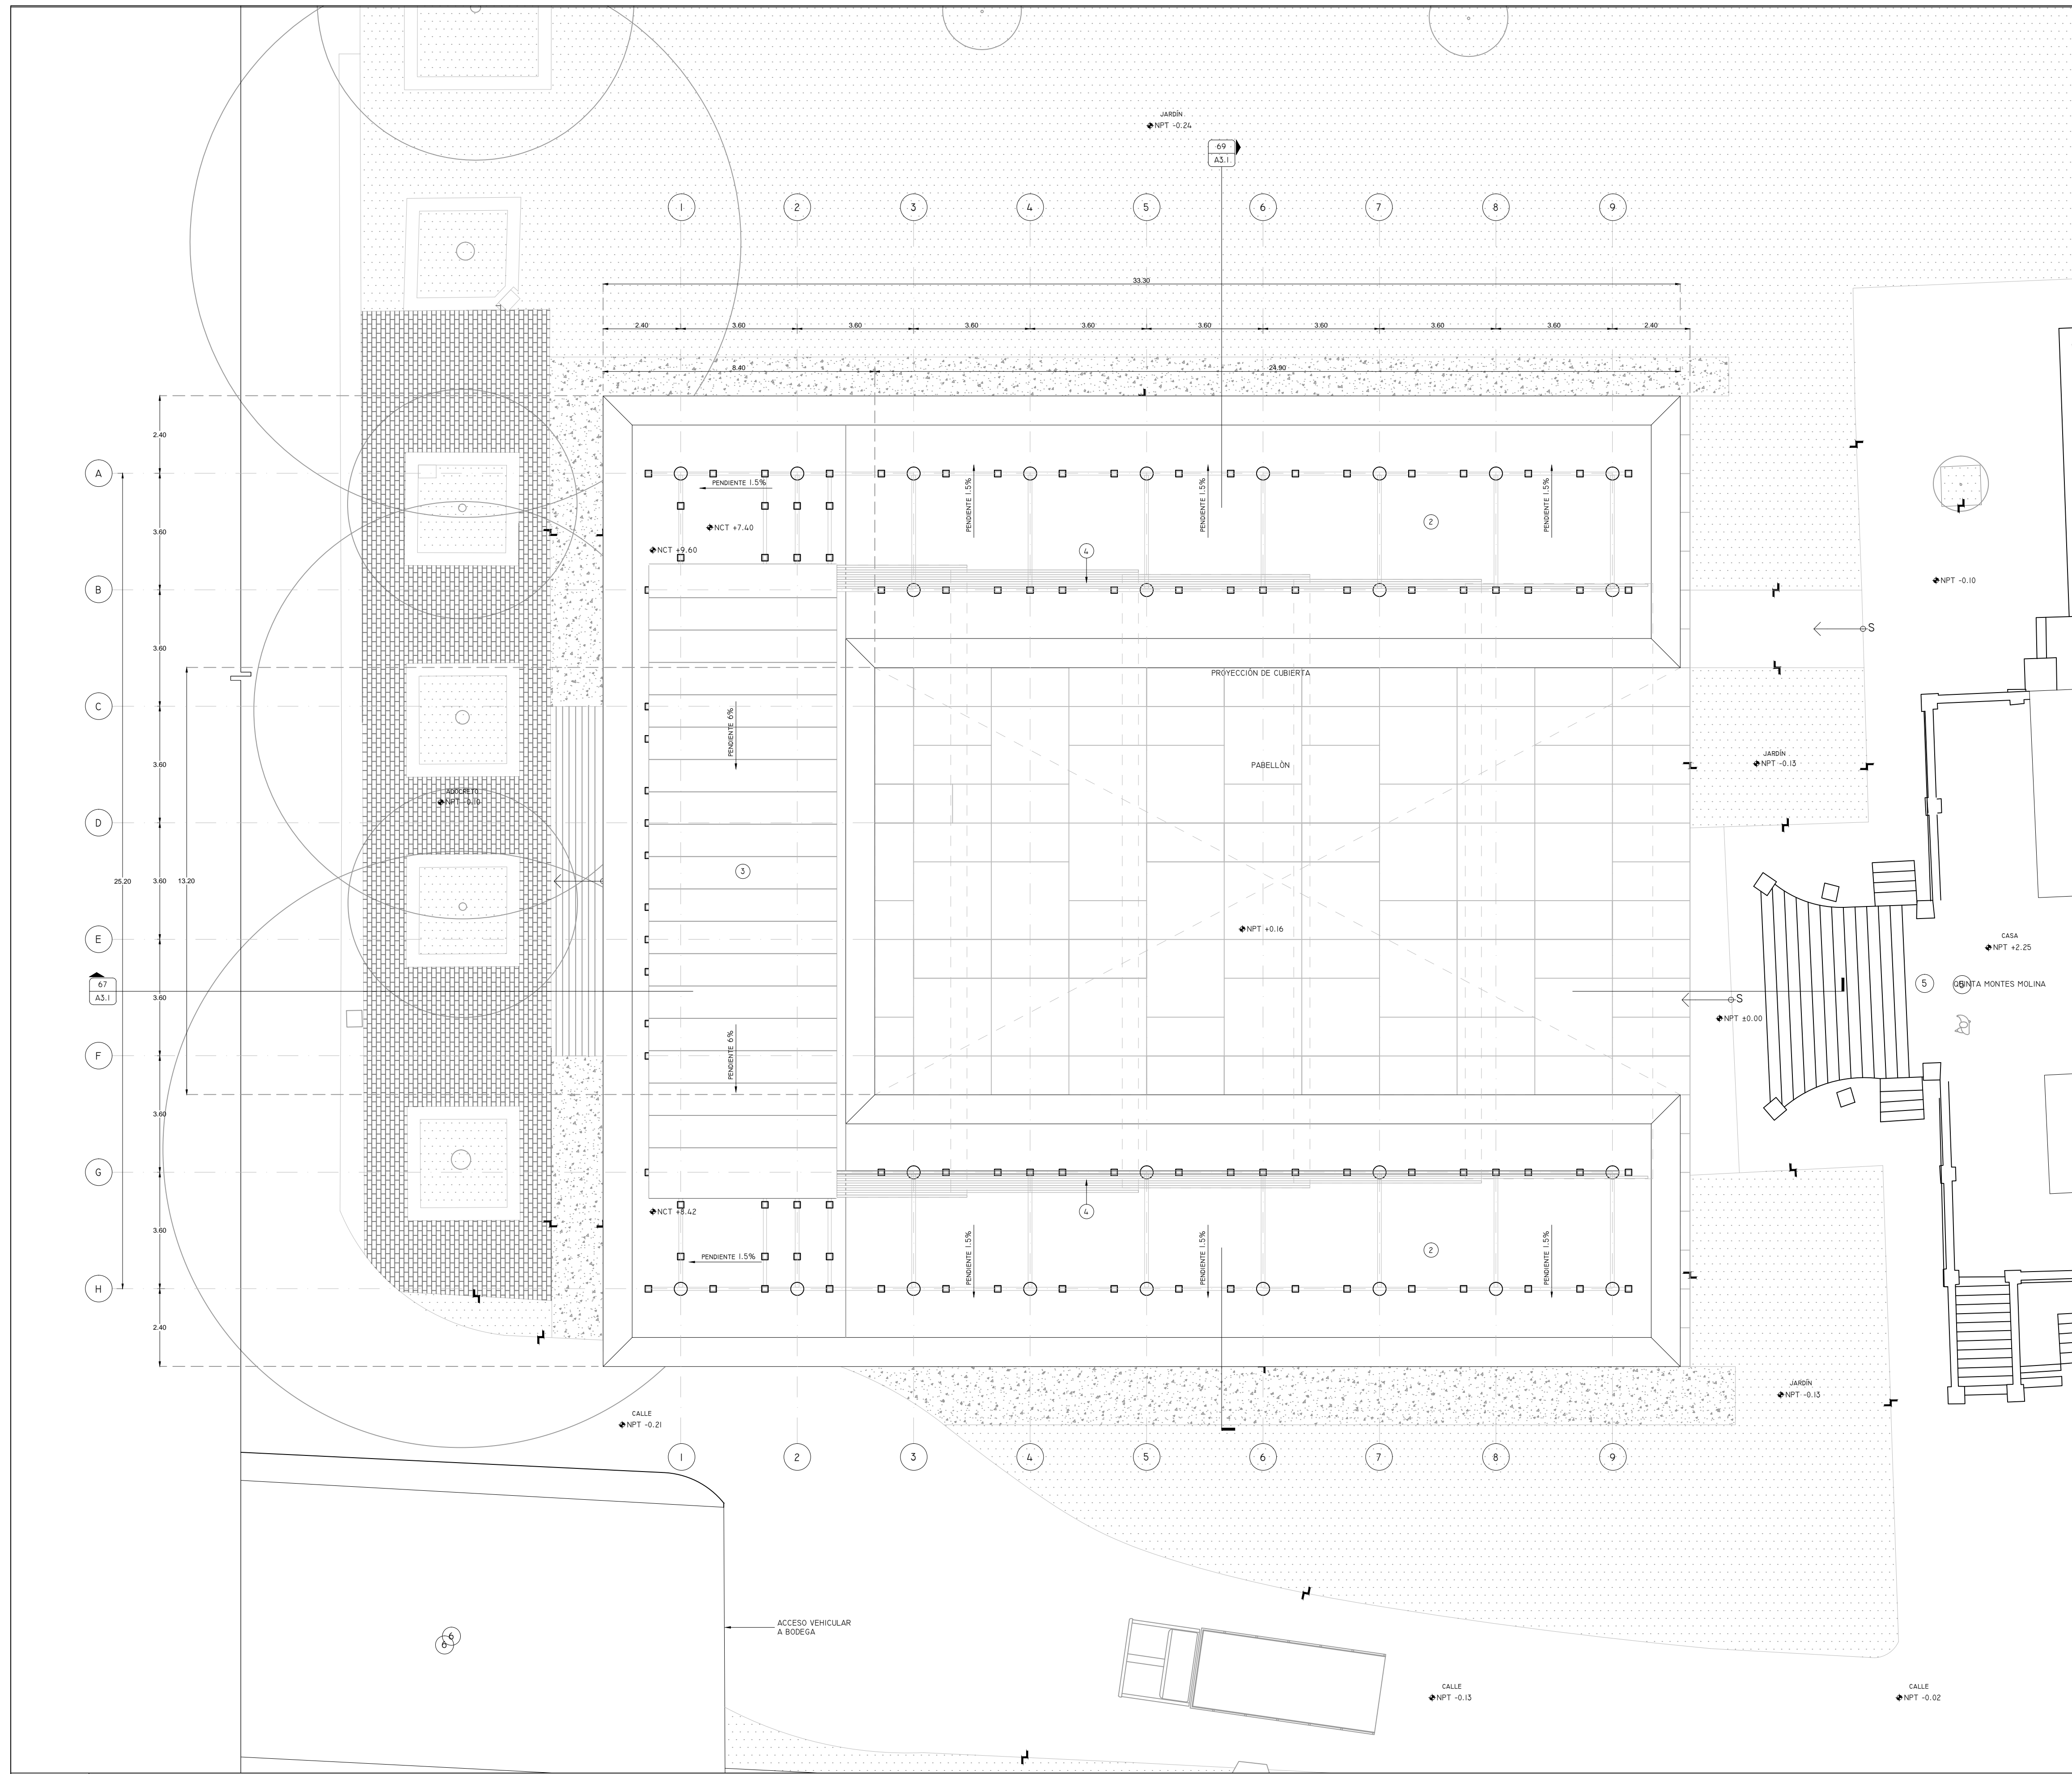 JARDÍN
NPT -0.24
69
A3.1
1 2 3 4 5 6 7 8 9
33.30
2.40 3.60 3.60 3.60 3.60 3.60 3.60 3.60 3.60 2.40
8.40 24.90
2.40
A
PENDIENTE 1.5%
PENDIENTE 1.5%
PENDIENTE 1.5%
PENDIENTE 1.5%
2
NCT +7.40
3.60
NCT +9.60
4
NPT -0.10
B
S
3.60
PROYECCIÓN DE CUBIERTA
C
PENDIENTE 6%
JARDÍN
NPT -0.13
3.60
PABELLÓN
ADOCRETO
NPT -0.10
D
3
25.20
3.60
13.20
NPT +0.16
E
CASA
NPT +2.25
67
A3.1
5
5
QUINTA MONTES MOLINA
3.60
S
NPT ±0.00
F
PENDIENTE 6%
3.60
G
NCT +8.42
4
3.60
PENDIENTE 1.5%
PENDIENTE 1.5%
PENDIENTE 1.5%
PENDIENTE 1.5%
2
H
2.40
JARDÍN
NPT -0.13
CALLE
NPT -0.21
1 2 3 4 5 6 7 8 9
ACCESO VEHICULAR
A BODEGA
6
6
CALLE
NPT -0.13
CALLE
NPT -0.02